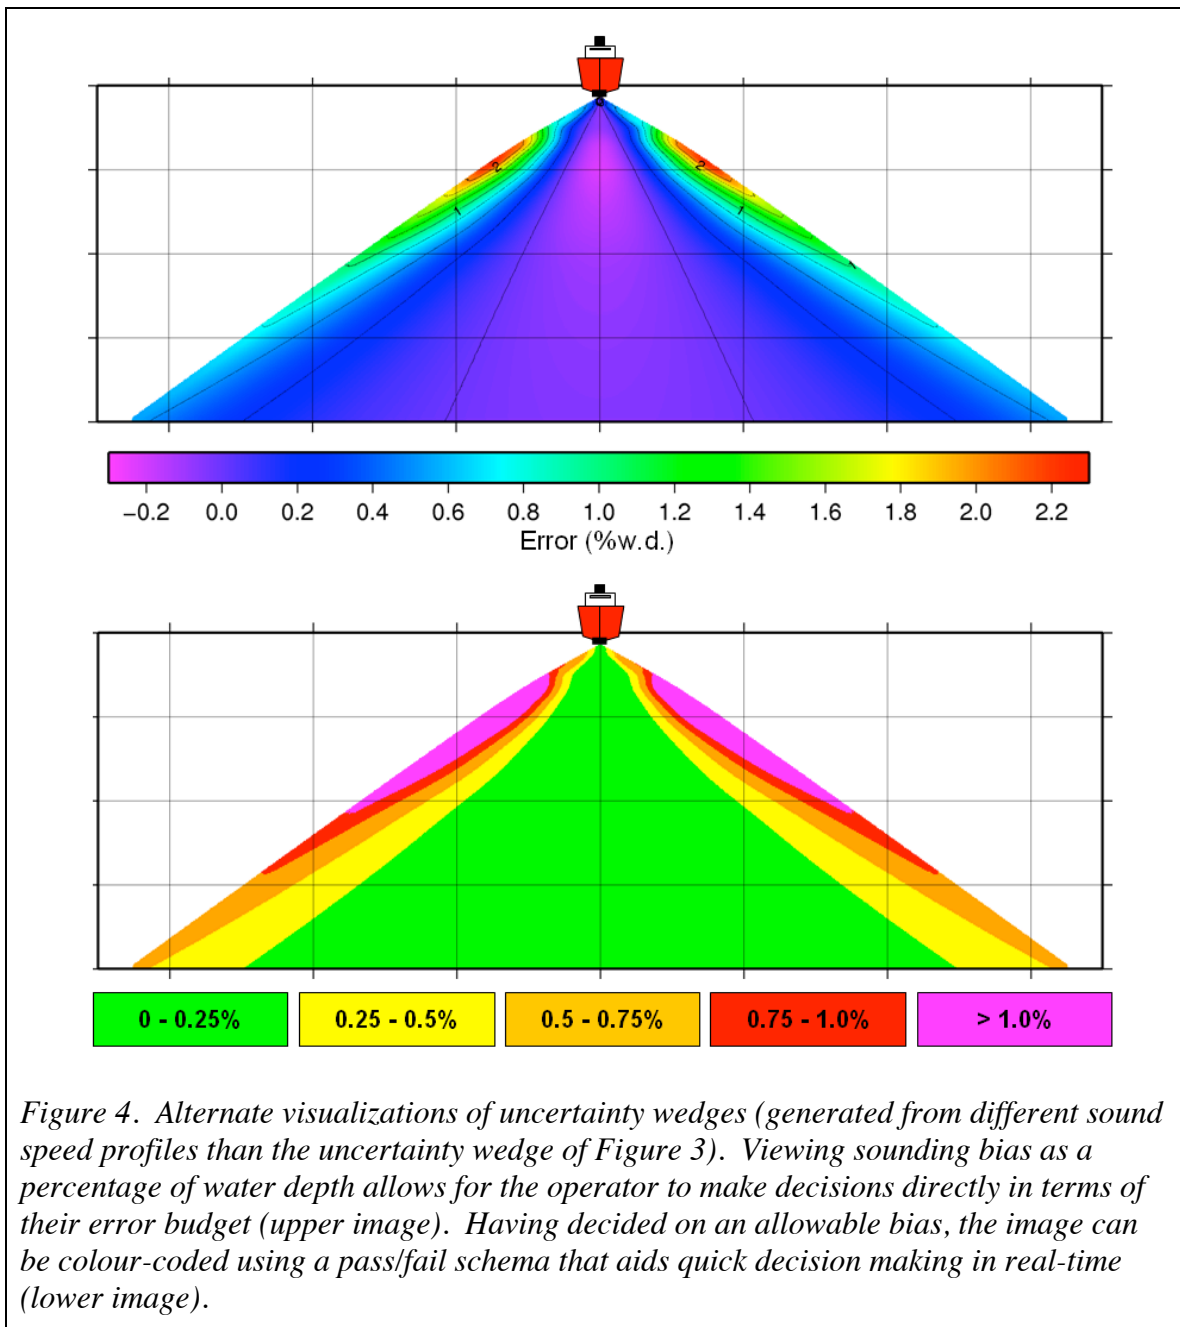 2
2
1
1
1
−0.2 0.0 0.2 0.4 0.6 0.8 1.0 1.2 1.4 1.6 1.8 2.0 2.2
Error (%w.d.)
0 - 0.25% 0.25 - 0.5% 0.5 - 0.75% 0.75 - 1.0% > 1.0%
Figure 4. Alternate visualizations of uncertainty wedges (generated from different sound
speed profiles than the uncertainty wedge of Figure 3). Viewing sounding bias as a
percentage of water depth allows for the operator to make decisions directly in terms of
their error budget (upper image). Having decided on an allowable bias, the image can
be colour-coded using a pass/fail schema that aids quick decision making in real-time
(lower image).